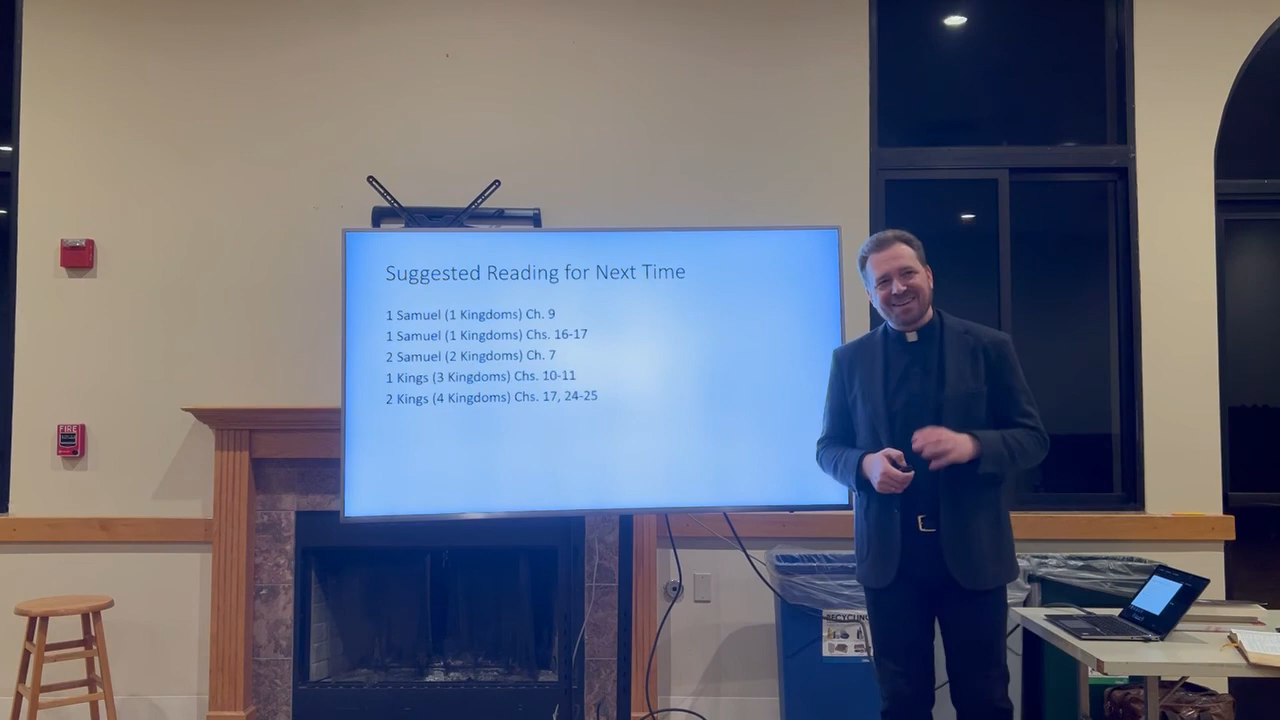 Suggested Reading for Next Time
1 Samuel (1 Kingdoms) Ch. 9
1 Samuel (1 Kingdoms) Chs. 16-17
2 Samuel (2 Kingdoms) Ch. 7
1 Kings (3 Kingdoms) Chs. 10-11
2 Kings (4 Kingdoms) Chs. 17, 24-25
FIRE
RECYCLING